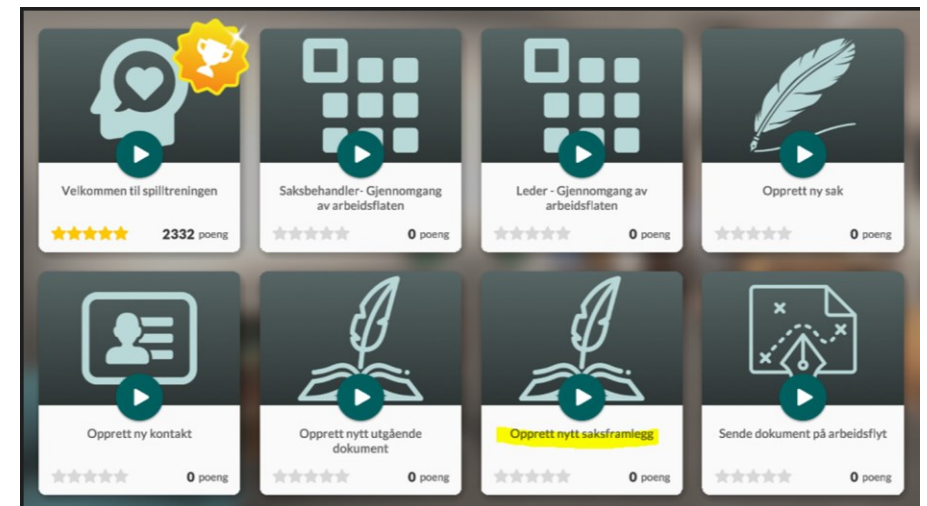 Velkommen til spilltreningen
2332 poeng
Saksbehandler- Gjennomgang
av arbeidsflaten
0 poeng
Leder - Gjennomgang av
arbeidsflaten
0 poeng
Opprett ny sak
0 poeng
Opprett ny kontakt
0 poeng
Opprett nytt utgående
dokument
0 poeng
Opprett nytt saksframlegg
0 poeng
Sende dokument på arbeidsflyt
0 poeng